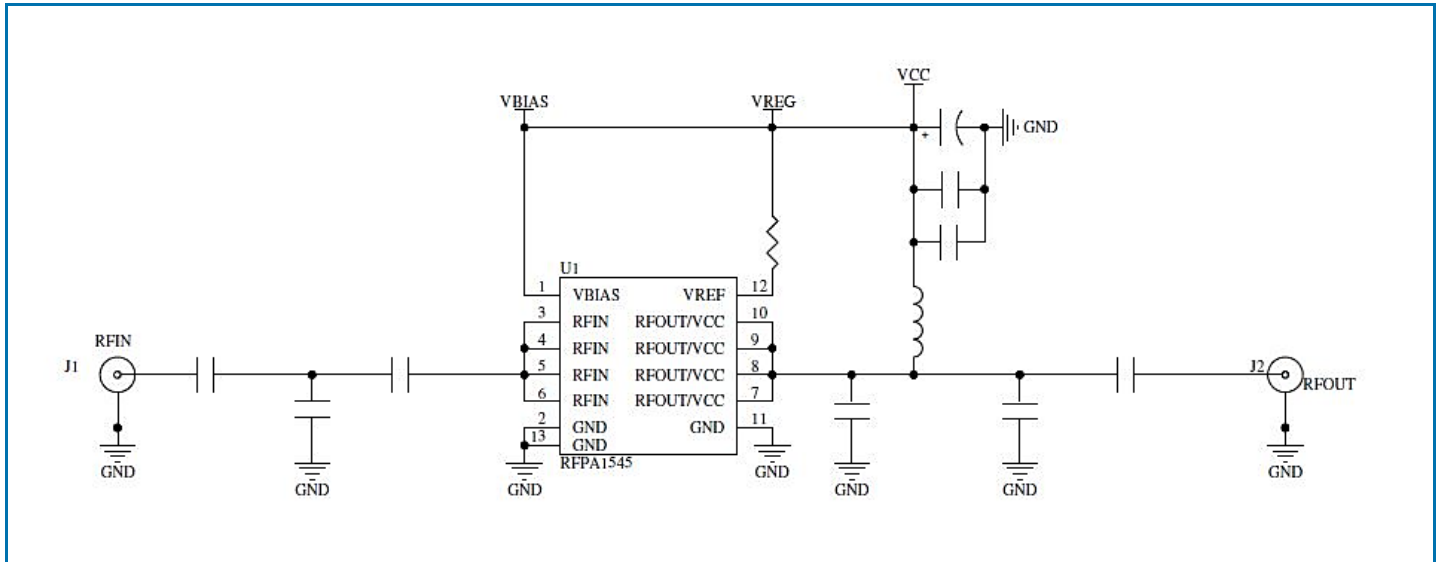 VCC
VBIAS
VREG
+
GND
U1
1 VBIAS VREF 12
3 RFIN RFOUT/VCC 10
4 RFIN RFOUT/VCC 9
5 RFIN RFOUT/VCC 8
6 RFIN RFOUT/VCC 7
2 GND GND 11
13 GND
RFPA1545
RFIN
J1
GND
GND
GND
GND
GND
GND
J2
RFOUT
GND